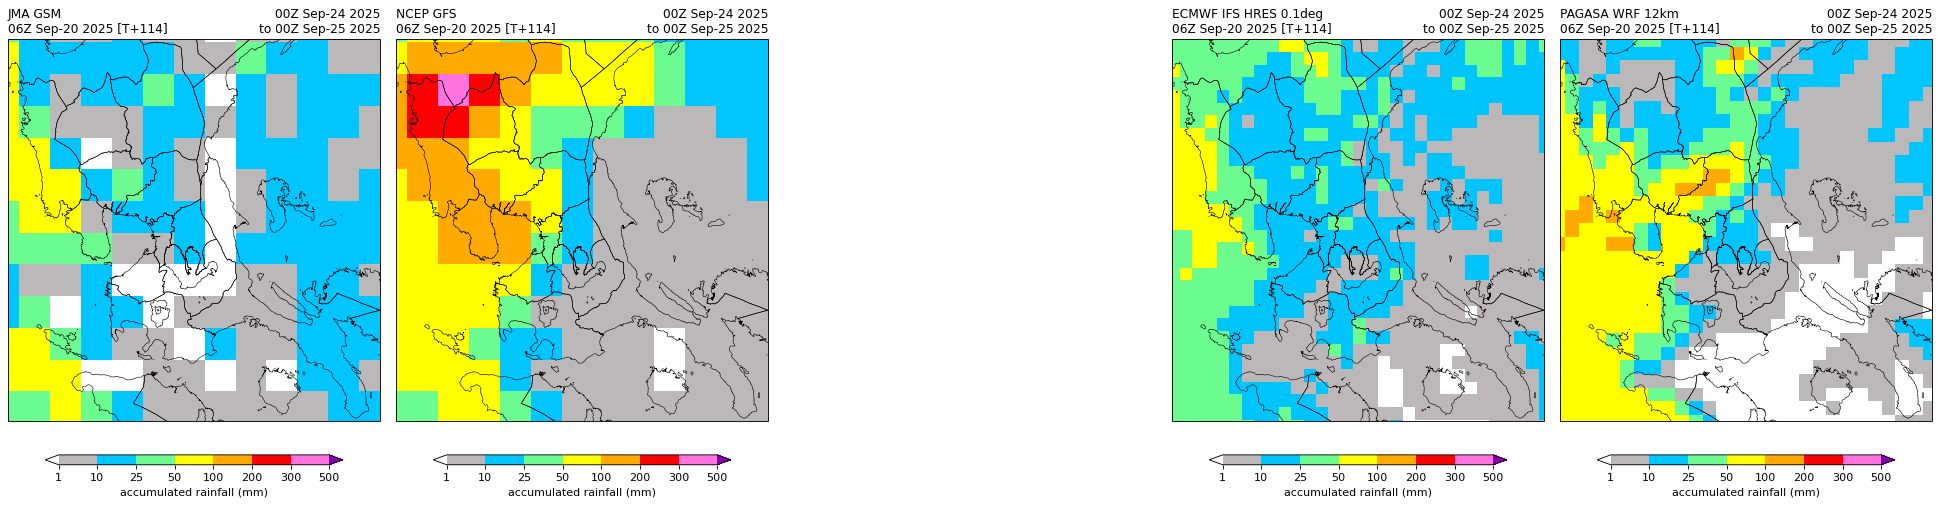 JMA GSM 00Z Sep-24 2025
06Z Sep-20 2025 [T+114] to 00Z Sep-25 2025
1 10 25 50 100 200 300 500
accumulated rainfall (mm)
NCEP GFS 00Z Sep-24 2025
06Z Sep-20 2025 [T+114] to 00Z Sep-25 2025
1 10 25 50 100 200 300 500
accumulated rainfall (mm)
ECMWF IFS HRES 0.1deg 00Z Sep-24 2025
06Z Sep-20 2025 [T+114] to 00Z Sep-25 2025
1 10 25 50 100 200 300 500
accumulated rainfall (mm)
PAGASA WRF 12km 00Z Sep-24 2025
06Z Sep-20 2025 [T+114] to 00Z Sep-25 2025
1 10 25 50 100 200 300 500
accumulated rainfall (mm)